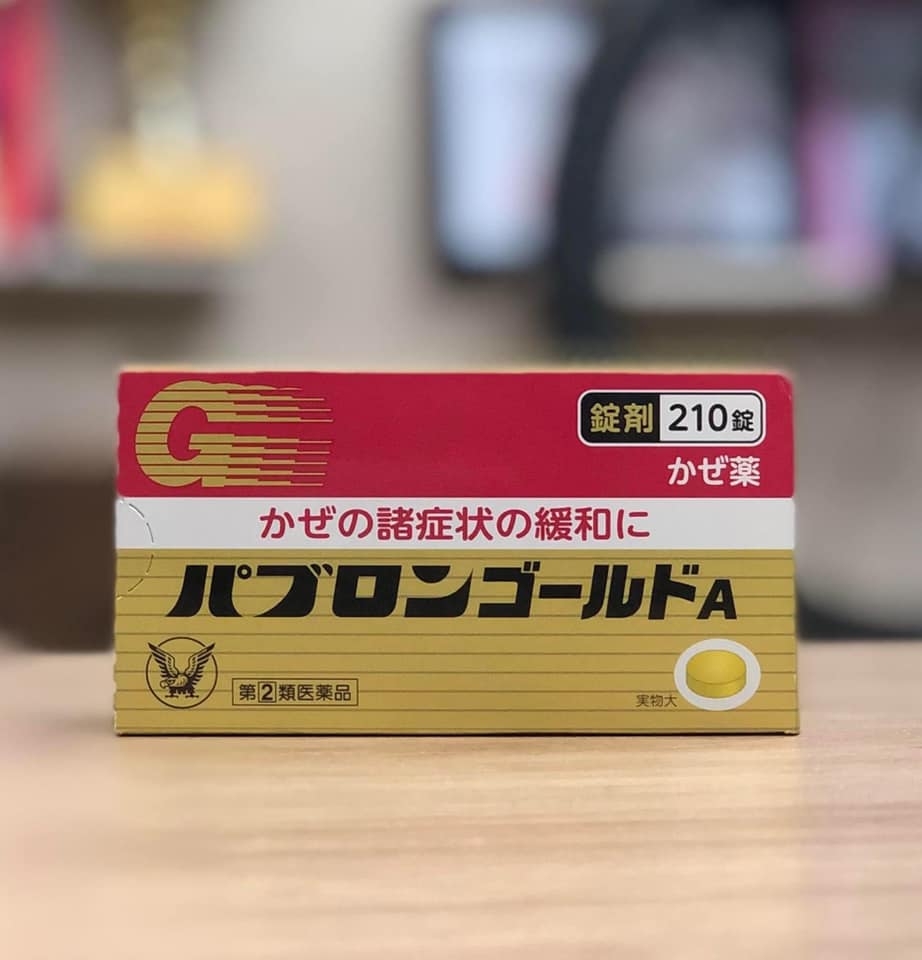 G
錠剤 210錠
かぜ薬
かぜの諸症状の緩和に
パブロンゴールドA
第②類医薬品
実物大